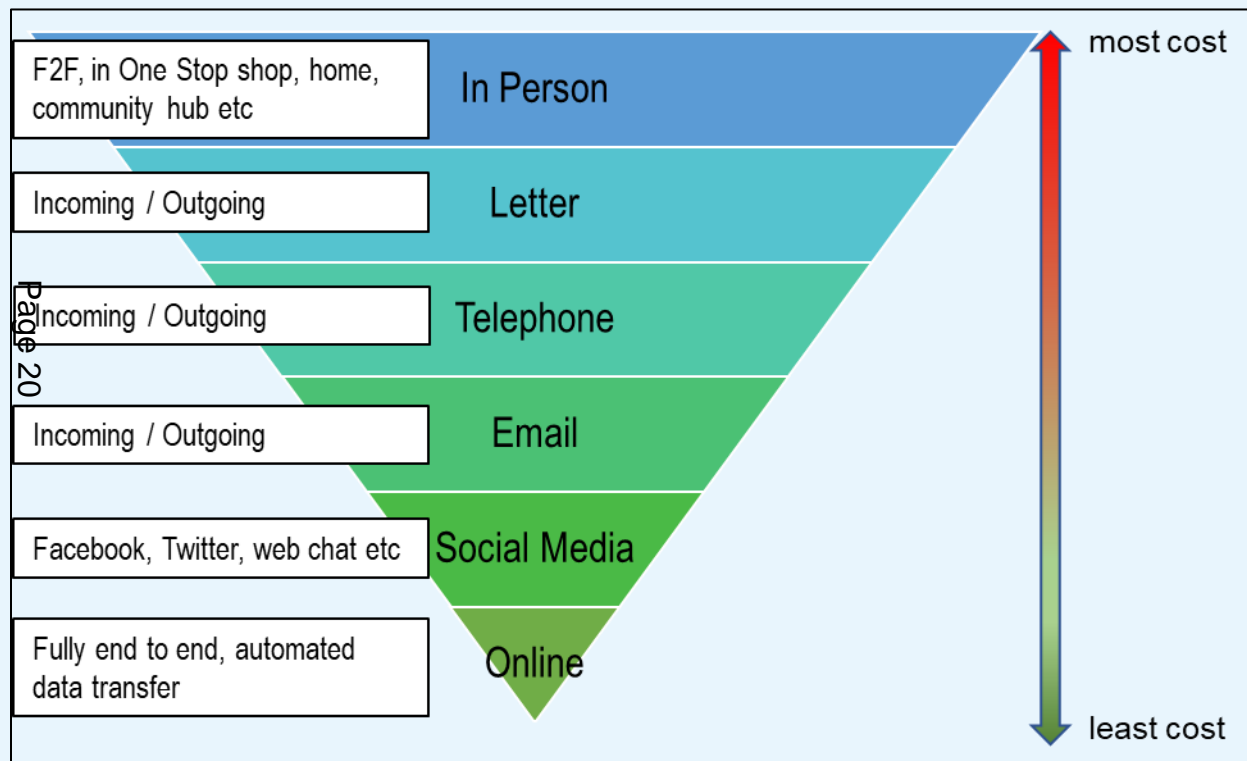 most cost
F2F, in One Stop shop, home,
community hub etc
In Person
Incoming / Outgoing
Letter
Incoming / Outgoing
Telephone
Page 20
Incoming / Outgoing
Email
Facebook, Twitter, web chat etc
Social Media
Fully end to end, automated
data transfer
Online
least cost